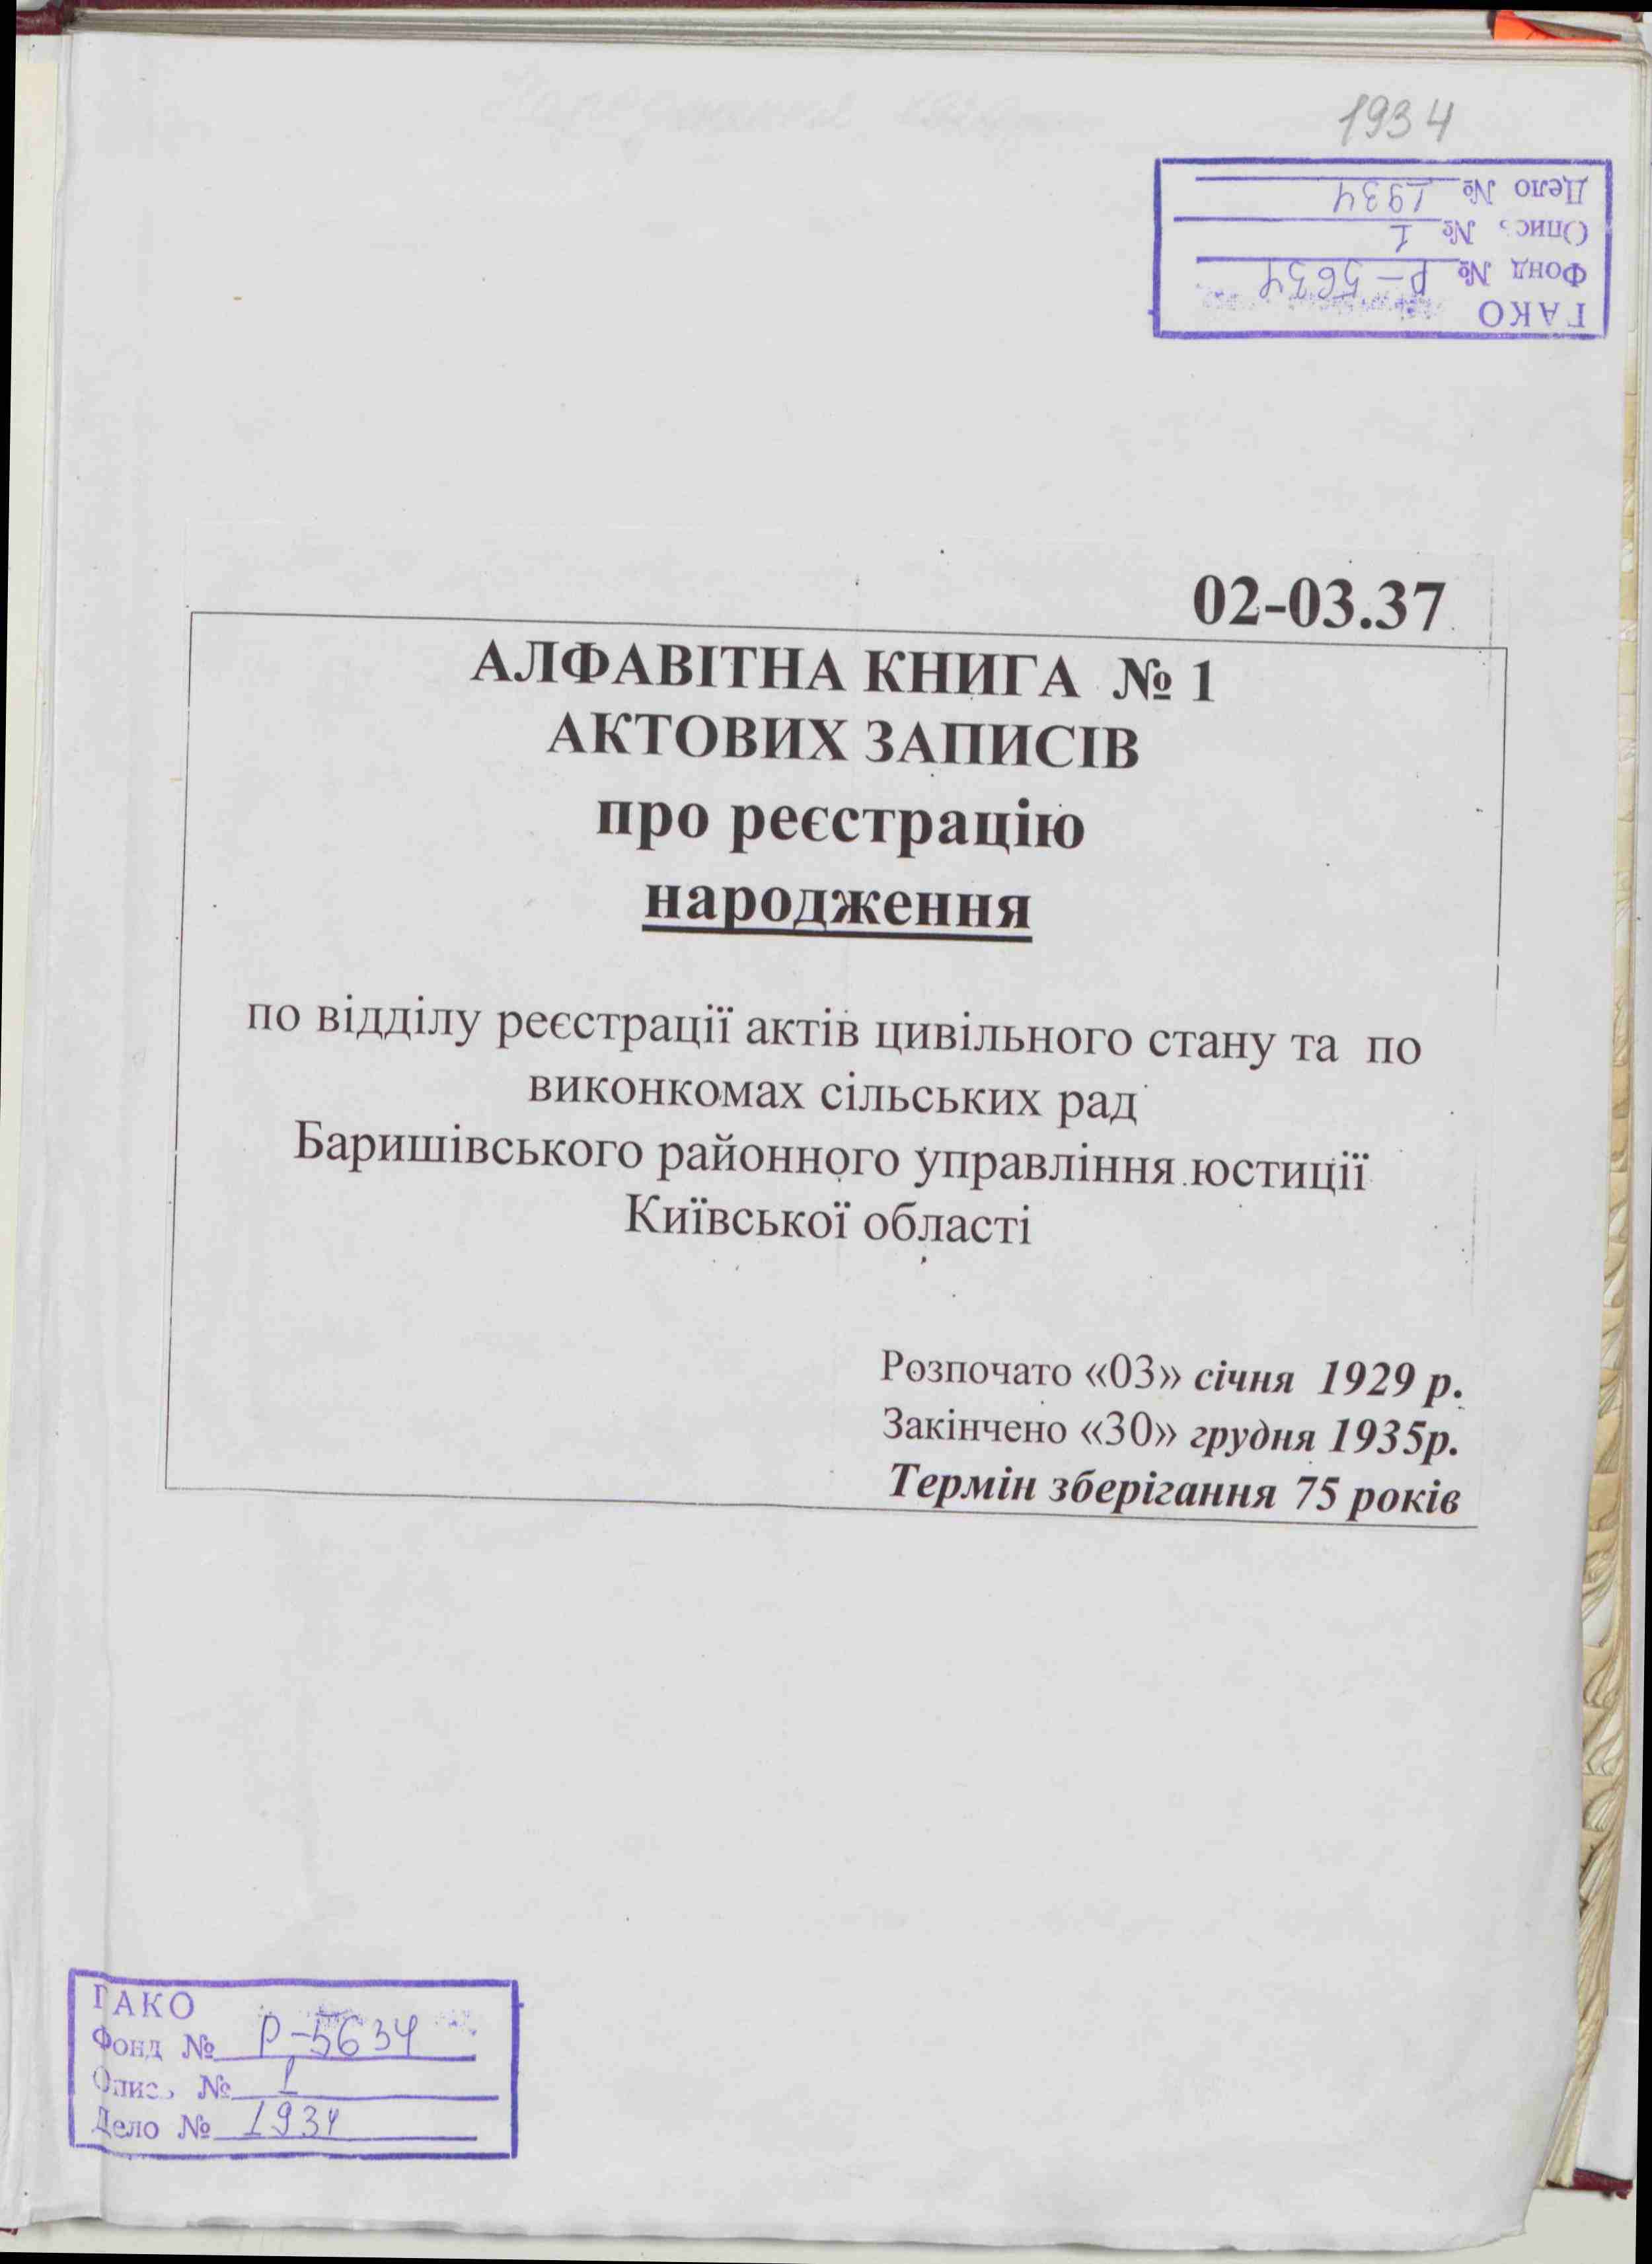 1934
ГАКО
Фонд № Р-5634
Опись № 1
Дело № 1934
02-03.37
АЛФАВІТНА КНИГА № 1
АКТОВИХ ЗАПИСІВ
про реєстрацію
народження
по відділу реєстрації актів цивільного стану та по
виконкомах сільських рад
Баришівського районного управління юстиції
Київської області
Розпочато «03» січня 1929 р.
Закінчено «30» грудня 1935р.
Термін зберігання 75 років
ГАКО
Фонд № Р-5634
Опись № 1
Дело № 1934